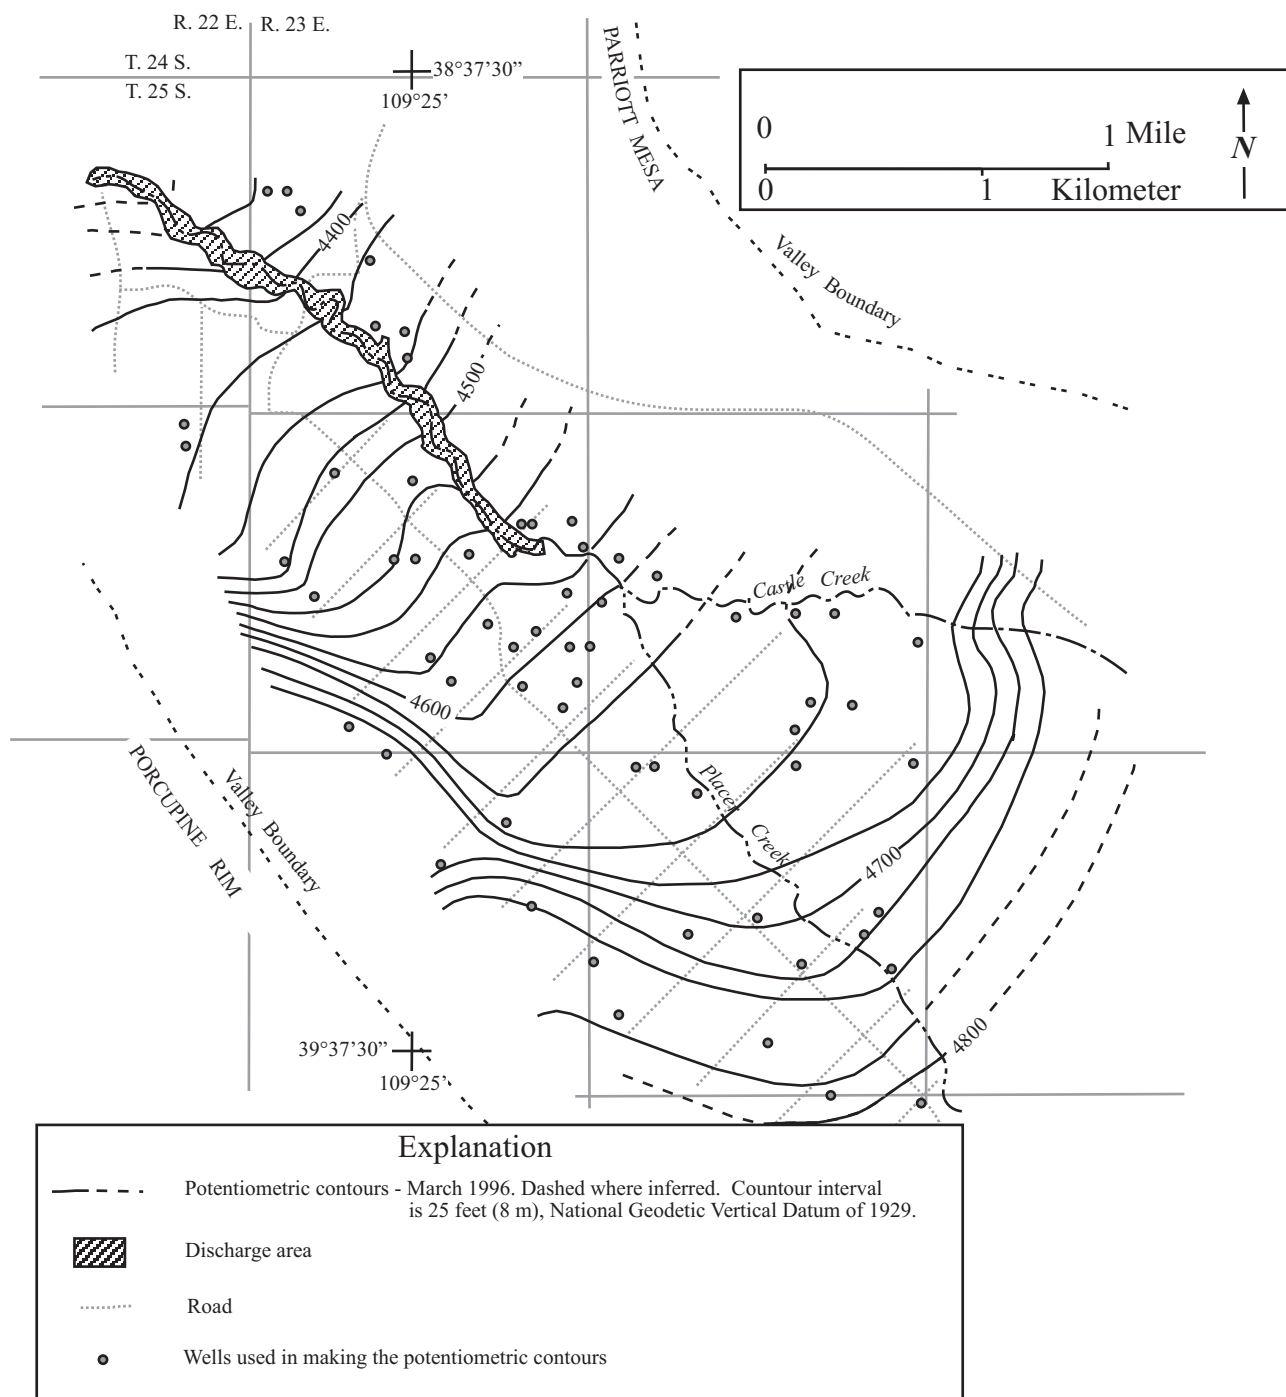 R. 22 E. R. 23 E.
T. 24 S.
T. 25 S.
38°37'30”
109°25'
PARRIOTT MESA
0 1 Mile
0 1 Kilometer
N
Valley Boundary
4400
4500
Castle Creek
4600
Placer Creek
4700
4800
PORCUPINE RIM
Valley Boundary
39°37'30”
109°25'
Explanation
Potentiometric contours - March 1996. Dashed where inferred. Countour interval
is 25 feet (8 m), National Geodetic Vertical Datum of 1929.
Discharge area
Road
Wells used in making the potentiometric contours